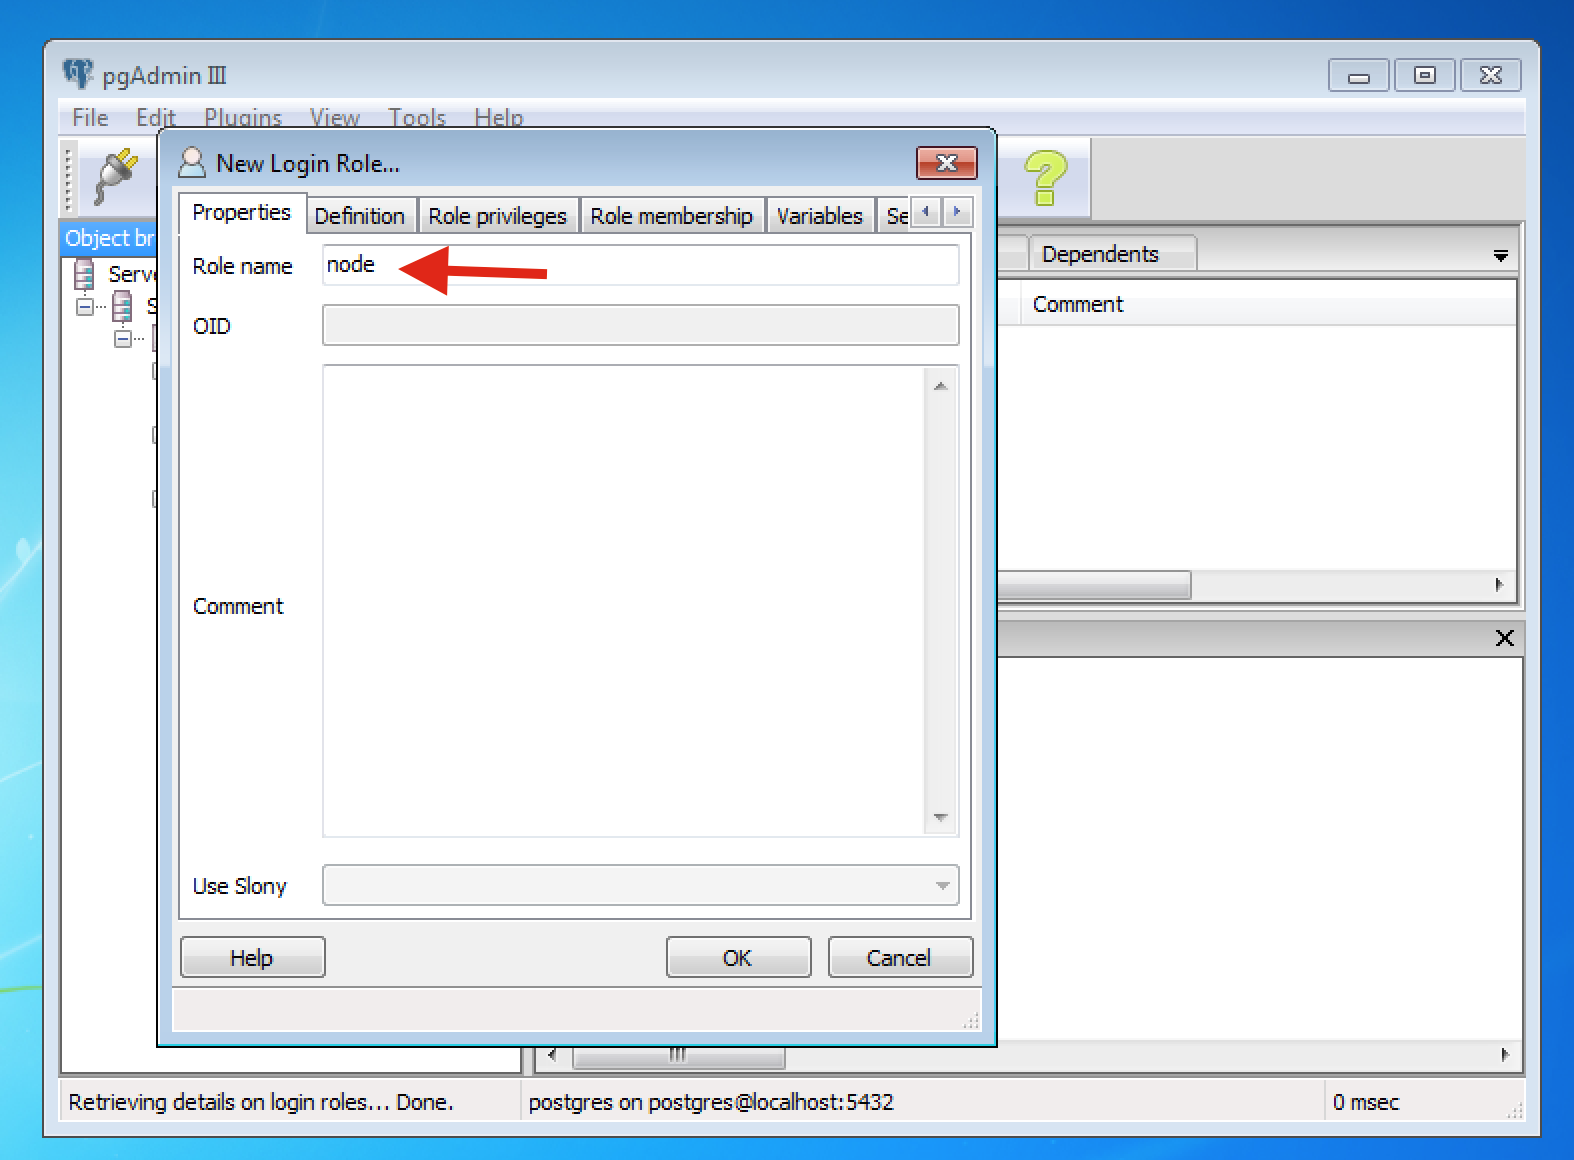 pgAdmin III
File Edit Plugins View Tools Help
New Login Role...
Properties Definition Role privileges Role membership Variables Se
Object br
Role name node
Dependents
Serve
OID
Comment
S
Comment
Use Slony
Help OK Cancel
Retrieving details on login roles... Done. postgres on postgres@localhost:5432 0 msec